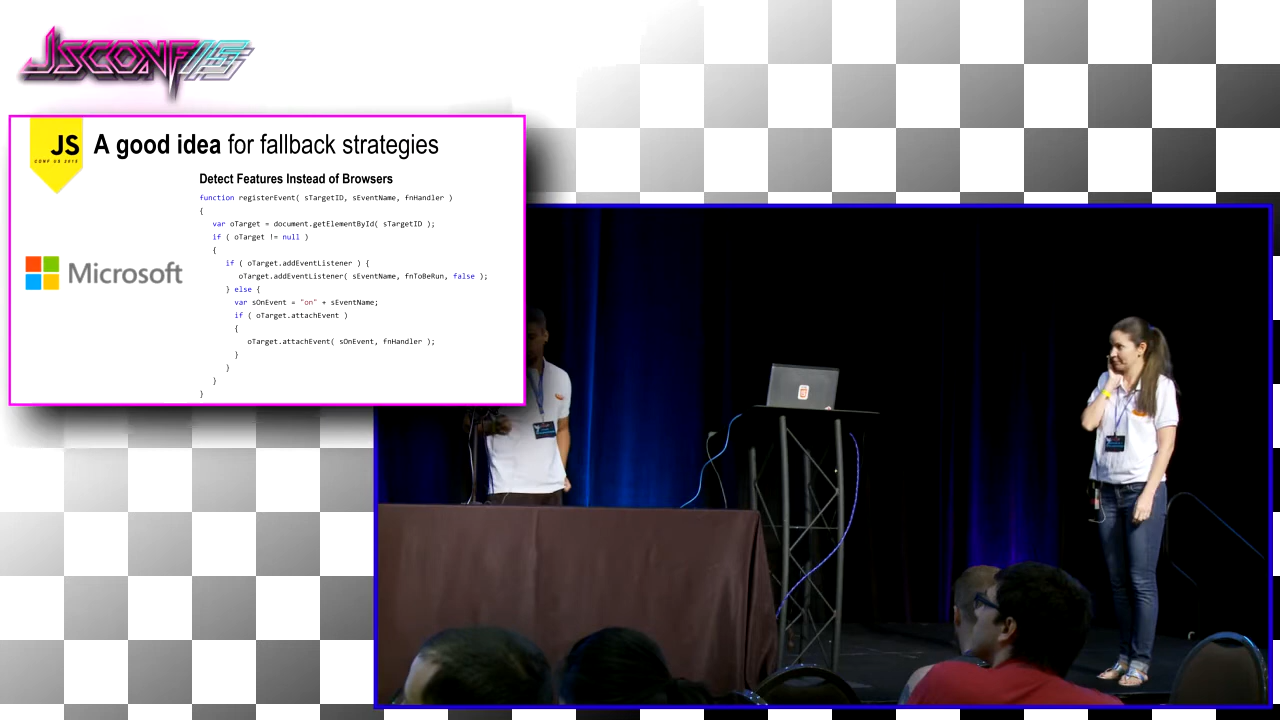 JSCONF15
JS
CONF US 2015
A good idea for fallback strategies
Detect Features Instead of Browsers
function registerEvent( sTargetID, sEventName, fnHandler )
{
var oTarget = document.getElementById( sTargetID );
if ( oTarget != null )
{
if ( oTarget.addEventListener ) {
oTarget.addEventListener( sEventName, fnToBeRun, false );
} else {
var sOnEvent = "on" + sEventName;
if ( oTarget.attachEvent )
{
oTarget.attachEvent( sOnEvent, fnHandler );
}
}
}
}
Microsoft